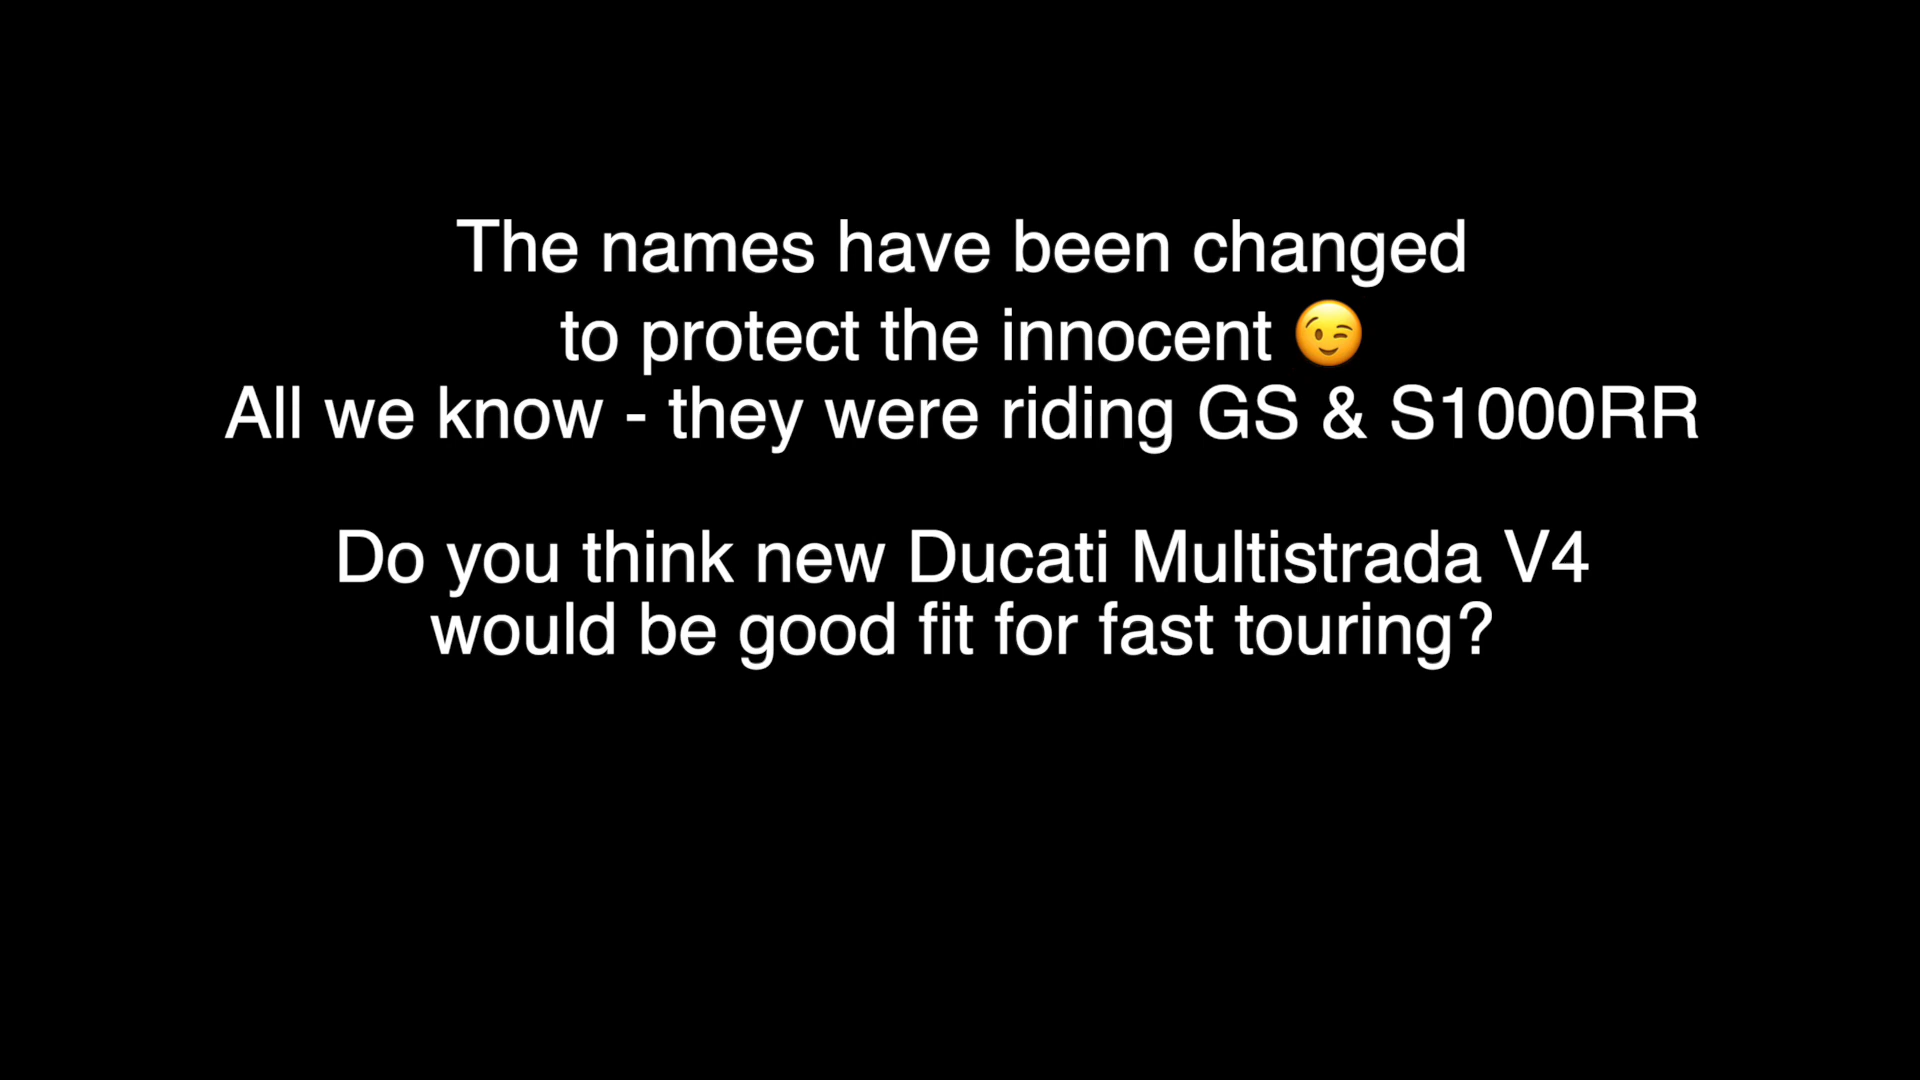 The names have been changed
to protect the innocent 😉
All we know - they were riding GS & S1000RR
Do you think new Ducati Multistrada V4
would be good fit for fast touring?